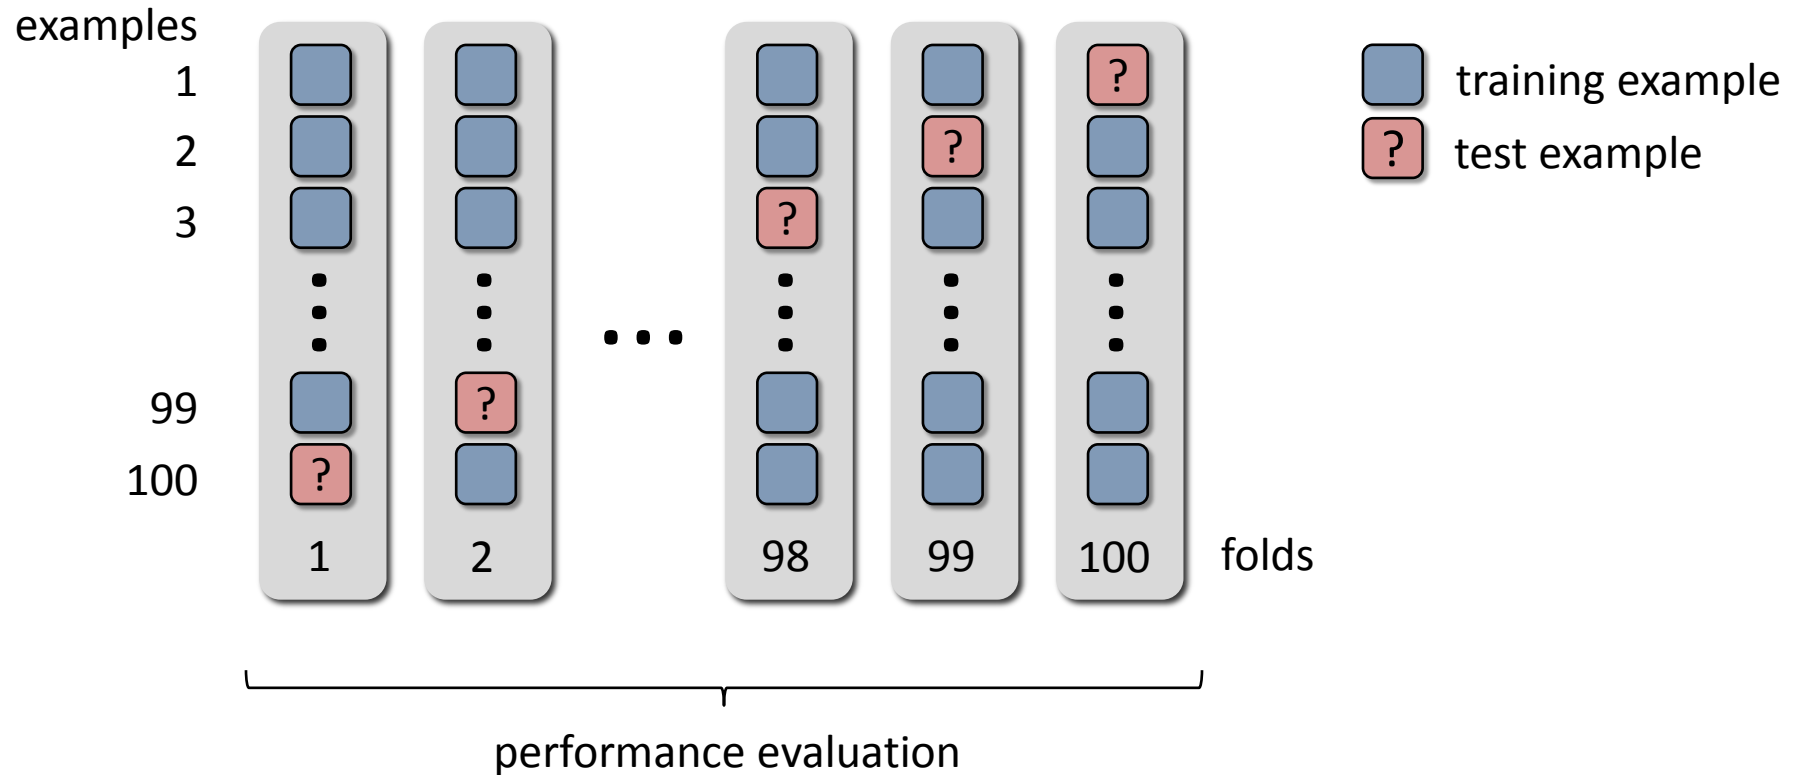 examples
1 ? training example
2 ? ? test example
3 ?
99 ?
100 ?
1 2 98 99 100 folds
performance evaluation